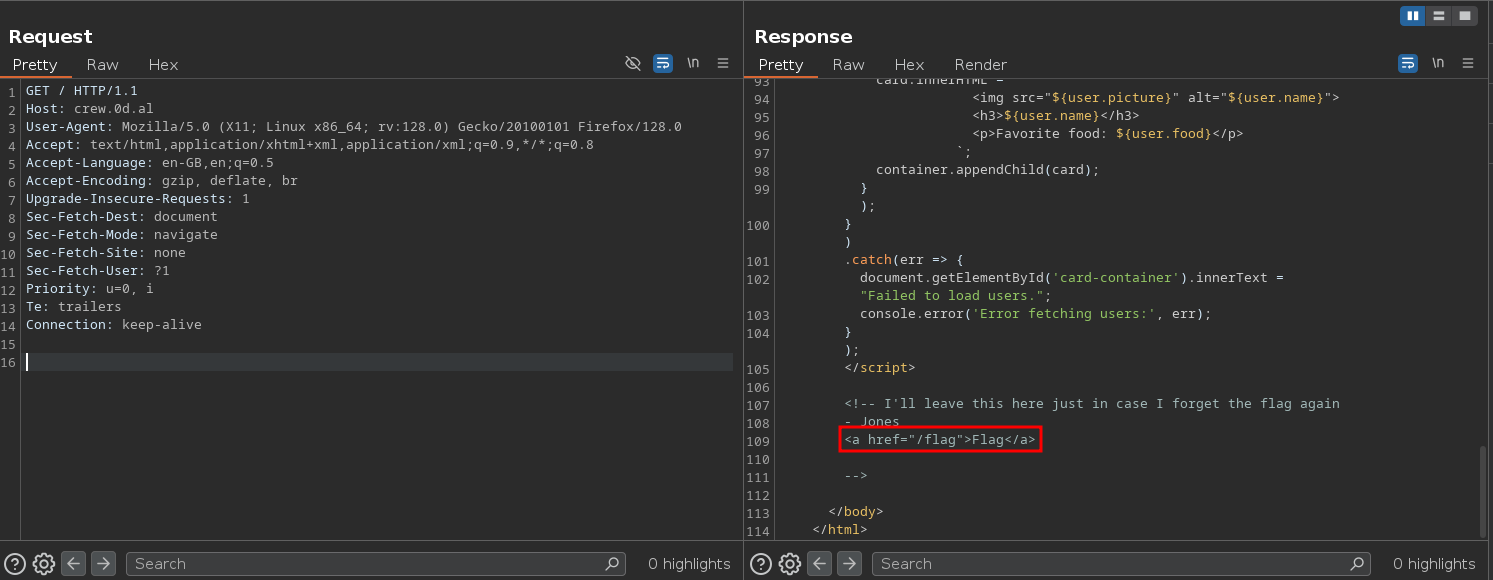 Request
Pretty Raw Hex \n
1 GET / HTTP/1.1
2 Host: crew.0d.al
3 User-Agent: Mozilla/5.0 (X11; Linux x86_64; rv:128.0) Gecko/20100101 Firefox/128.0
4 Accept: text/html,application/xhtml+xml,application/xml;q=0.9,*/*;q=0.8
5 Accept-Language: en-GB,en;q=0.5
6 Accept-Encoding: gzip, deflate, br
7 Upgrade-Insecure-Requests: 1
8 Sec-Fetch-Dest: document
9 Sec-Fetch-Mode: navigate
10 Sec-Fetch-Site: none
11 Sec-Fetch-User: ?1
12 Priority: u=0, i
13 Te: trailers
14 Connection: keep-alive
15
16
Search 0 highlights
Response
Pretty Raw Hex Render \n
93 card.innerHTML =
94 <img src="${user.picture}" alt="${user.name}">
95 <h3>${user.name}</h3>
96 <p>Favorite food: ${user.food}</p>
97 `;
98 container.appendChild(card);
99 }
);
100 }
)
101 .catch(err => {
102 document.getElementById('card-container').innerText =
"Failed to load users.";
103 console.error('Error fetching users:', err);
104 }
);
105 </script>
106
107 <!-- I'll leave this here just in case I forget the flag again
108 - Jones
109 <a href="/flag">Flag</a>
110
111 -->
112
113 </body>
114 </html>
Search 0 highlights